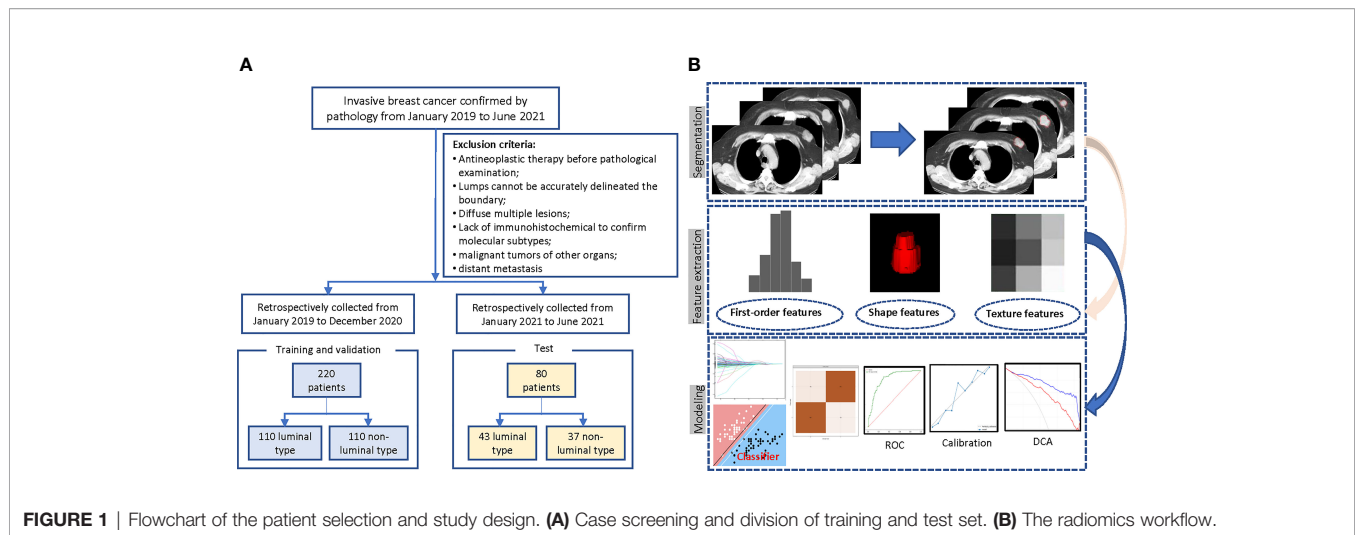 A
Invasive breast cancer confirmed by
pathology from January 2019 to June 2021
Exclusion criteria:
▪ Antineoplastic therapy before pathological
examination;
▪ Lumps cannot be accurately delineated the
boundary;
▪ Diffuse multiple lesions;
▪ Lack of immunohistochemical to confirm
molecular subtypes;
▪ malignant tumors of other organs;
▪ distant metastasis
Retrospectively collected from
January 2019 to December 2020
Retrospectively collected from
January 2021 to June 2021
Training and validation
220
patients
110 luminal
type
110 non-
luminal type
Test
80
patients
43 luminal
type
37 non-
luminal type
B
Segmentation
Feature extraction
First-order features
Shape features
Texture features
Modeling
Classifier
ROC
Calibration
DCA
FIGURE 1 | Flowchart of the patient selection and study design. (A) Case screening and division of training and test set. (B) The radiomics workflow.